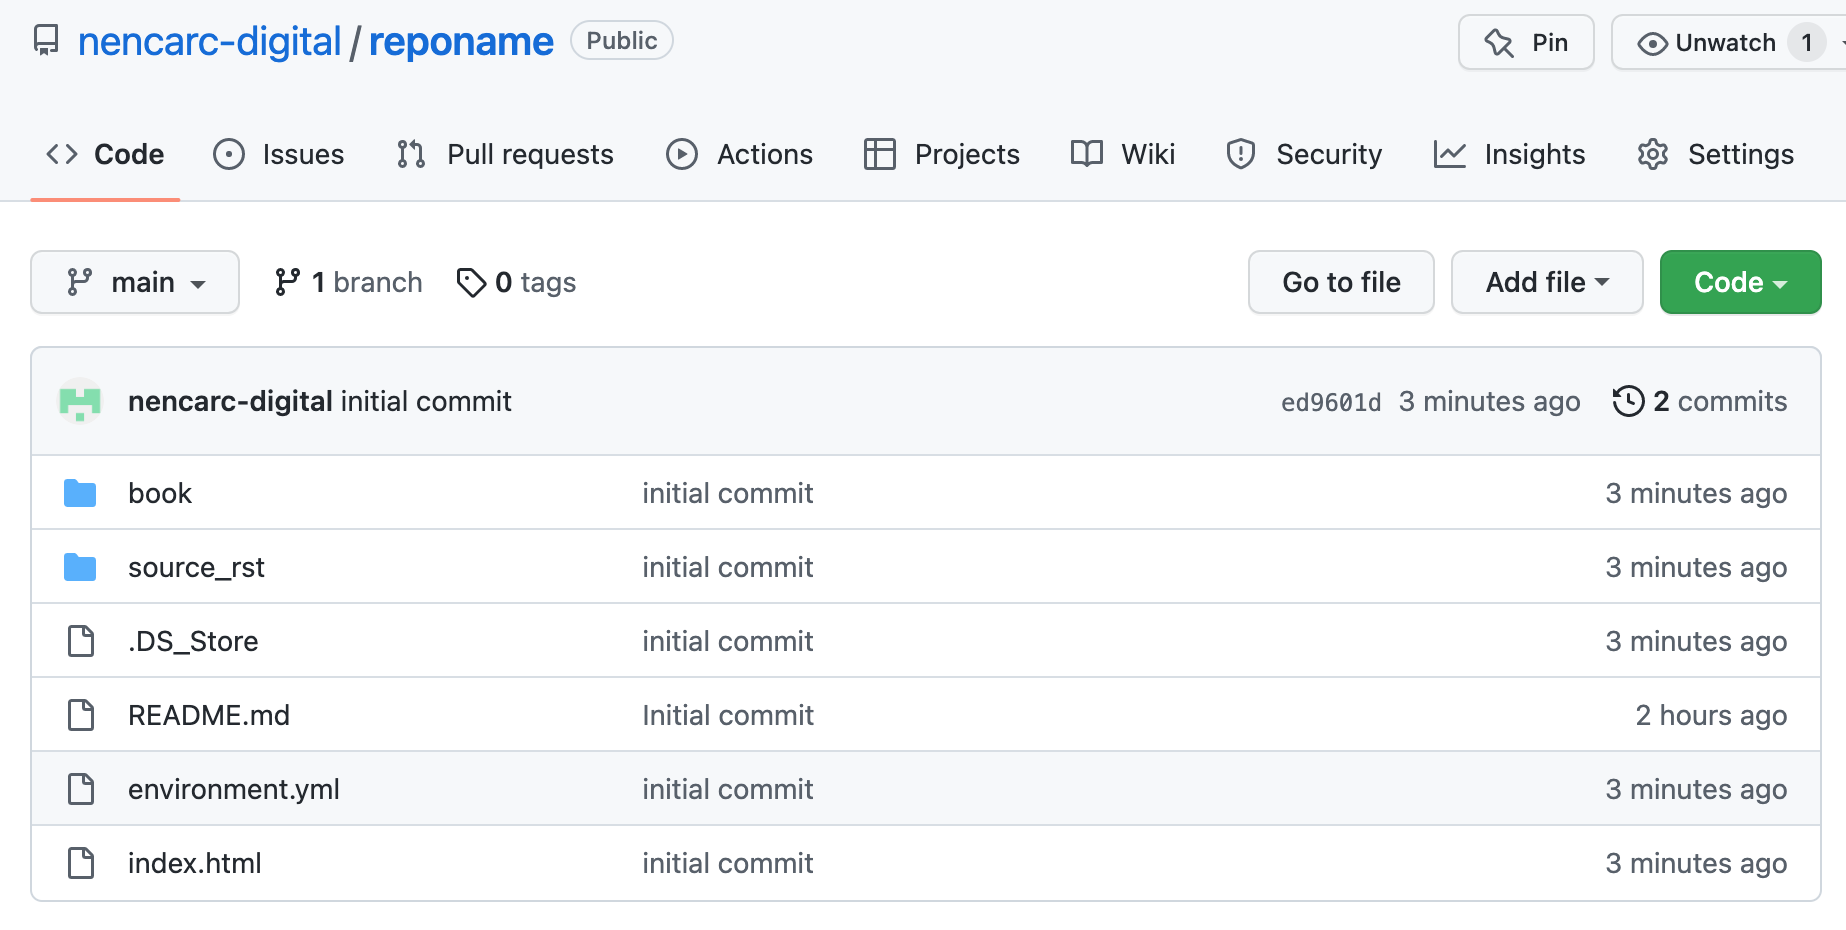 nencarc-digital / reponame Public Pin Unwatch 1
Code Issues Pull requests Actions Projects Wiki Security Insights Settings
main 1 branch 0 tags Go to file Add file Code
nencarc-digital initial commit ed9601d 3 minutes ago 2 commits
book initial commit 3 minutes ago
source_rst initial commit 3 minutes ago
.DS_Store initial commit 3 minutes ago
README.md Initial commit 2 hours ago
environment.yml initial commit 3 minutes ago
index.html initial commit 3 minutes ago